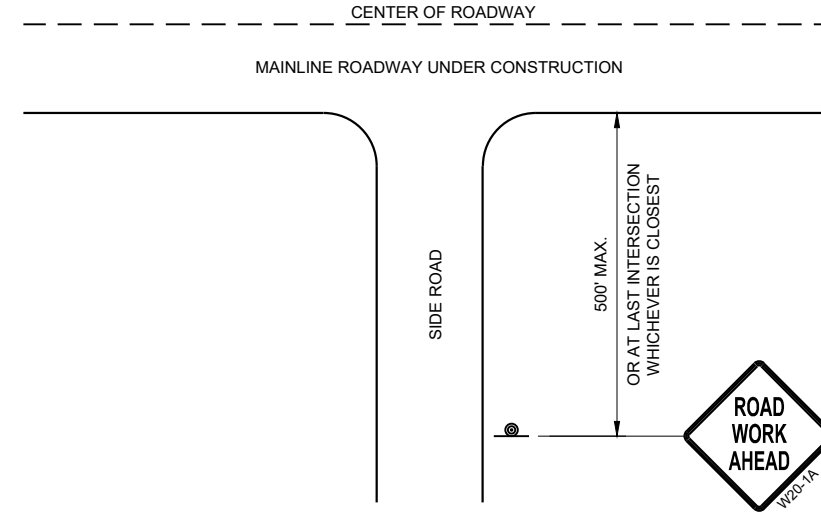 CENTER OF ROADWAY
MAINLINE ROADWAY UNDER CONSTRUCTION
SIDE ROAD
500' MAX.
OR AT LAST INTERSECTION
WHICHEVER IS CLOSEST
ROAD
WORK
AHEAD
W20-1A